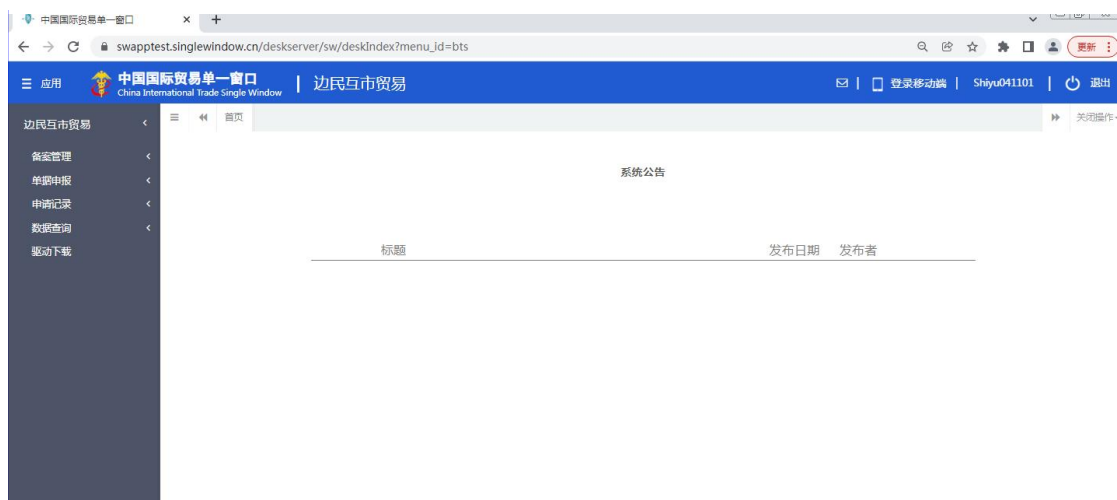 中国国际贸易单一窗口
swapptest.singlewindow.cn/deskserver/sw/deskIndex?menu_id=bts
更新
应用
中国国际贸易单一窗口
China International Trade Single Window
边民互市贸易
登录移动端
Shiyu041101
退出
边民互市贸易
首页
关闭操作
备案管理
单据申报
申请记录
数据查询
驱动下载
系统公告
标题 发布日期 发布者